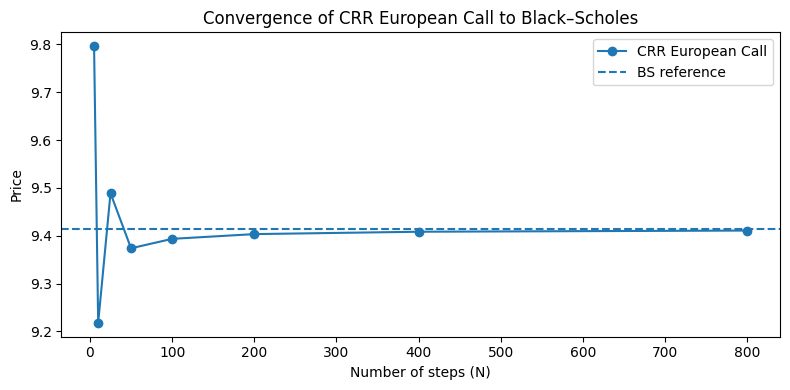 Convergence of CRR European Call to Black–Scholes
CRR European Call
BS reference
Price
9.8
9.7
9.6
9.5
9.4
9.3
9.2
0 100 200 300 400 500 600 700 800
Number of steps (N)